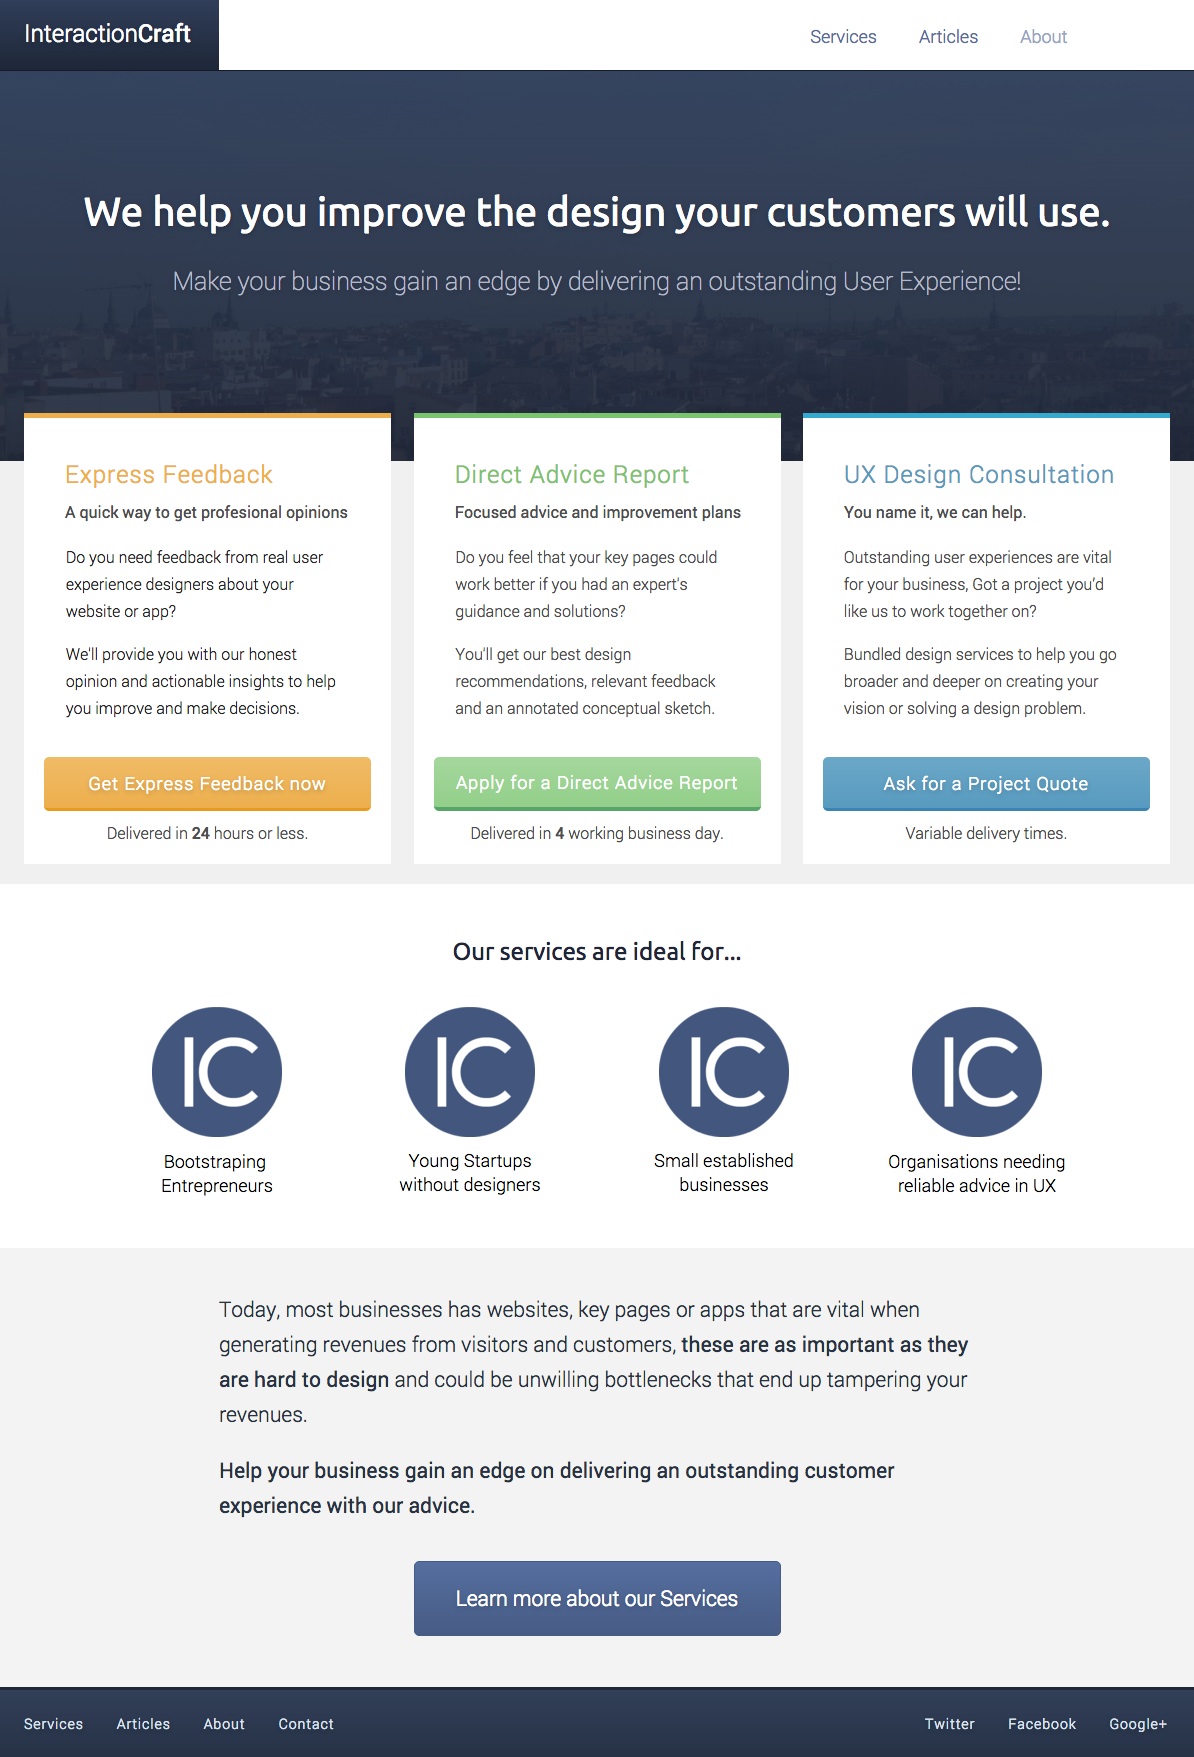 InteractionCraft
Services Articles About
We help you improve the design your customers will use.
Make your business gain an edge by delivering an outstanding User Experience!
Express Feedback
A quick way to get profesional opinions
Do you need feedback from real user
experience designers about your
website or app?
We'll provide you with our honest
opinion and actionable insights to help
you improve and make decisions.
Get Express Feedback now
Delivered in 24 hours or less.
Direct Advice Report
Focused advice and improvement plans
Do you feel that your key pages could
work better if you had an expert's
guidance and solutions?
You'll get our best design
recommendations, relevant feedback
and an annotated conceptual sketch.
Apply for a Direct Advice Report
Delivered in 4 working business day.
UX Design Consultation
You name it, we can help.
Outstanding user experiences are vital
for your business, Got a project you'd
like us to work together on?
Bundled design services to help you go
broader and deeper on creating your
vision or solving a design problem.
Ask for a Project Quote
Variable delivery times.
Our services are ideal for...
IC
Bootstraping
Entrepreneurs
IC
Young Startups
without designers
IC
Small established
businesses
IC
Organisations needing
reliable advice in UX
Today, most businesses has websites, key pages or apps that are vital when
generating revenues from visitors and customers, these are as important as they
are hard to design and could be unwilling bottlenecks that end up tampering your
revenues.
Help your business gain an edge on delivering an outstanding customer
experience with our advice.
Learn more about our Services
Services Articles About Contact Twitter Facebook Google+